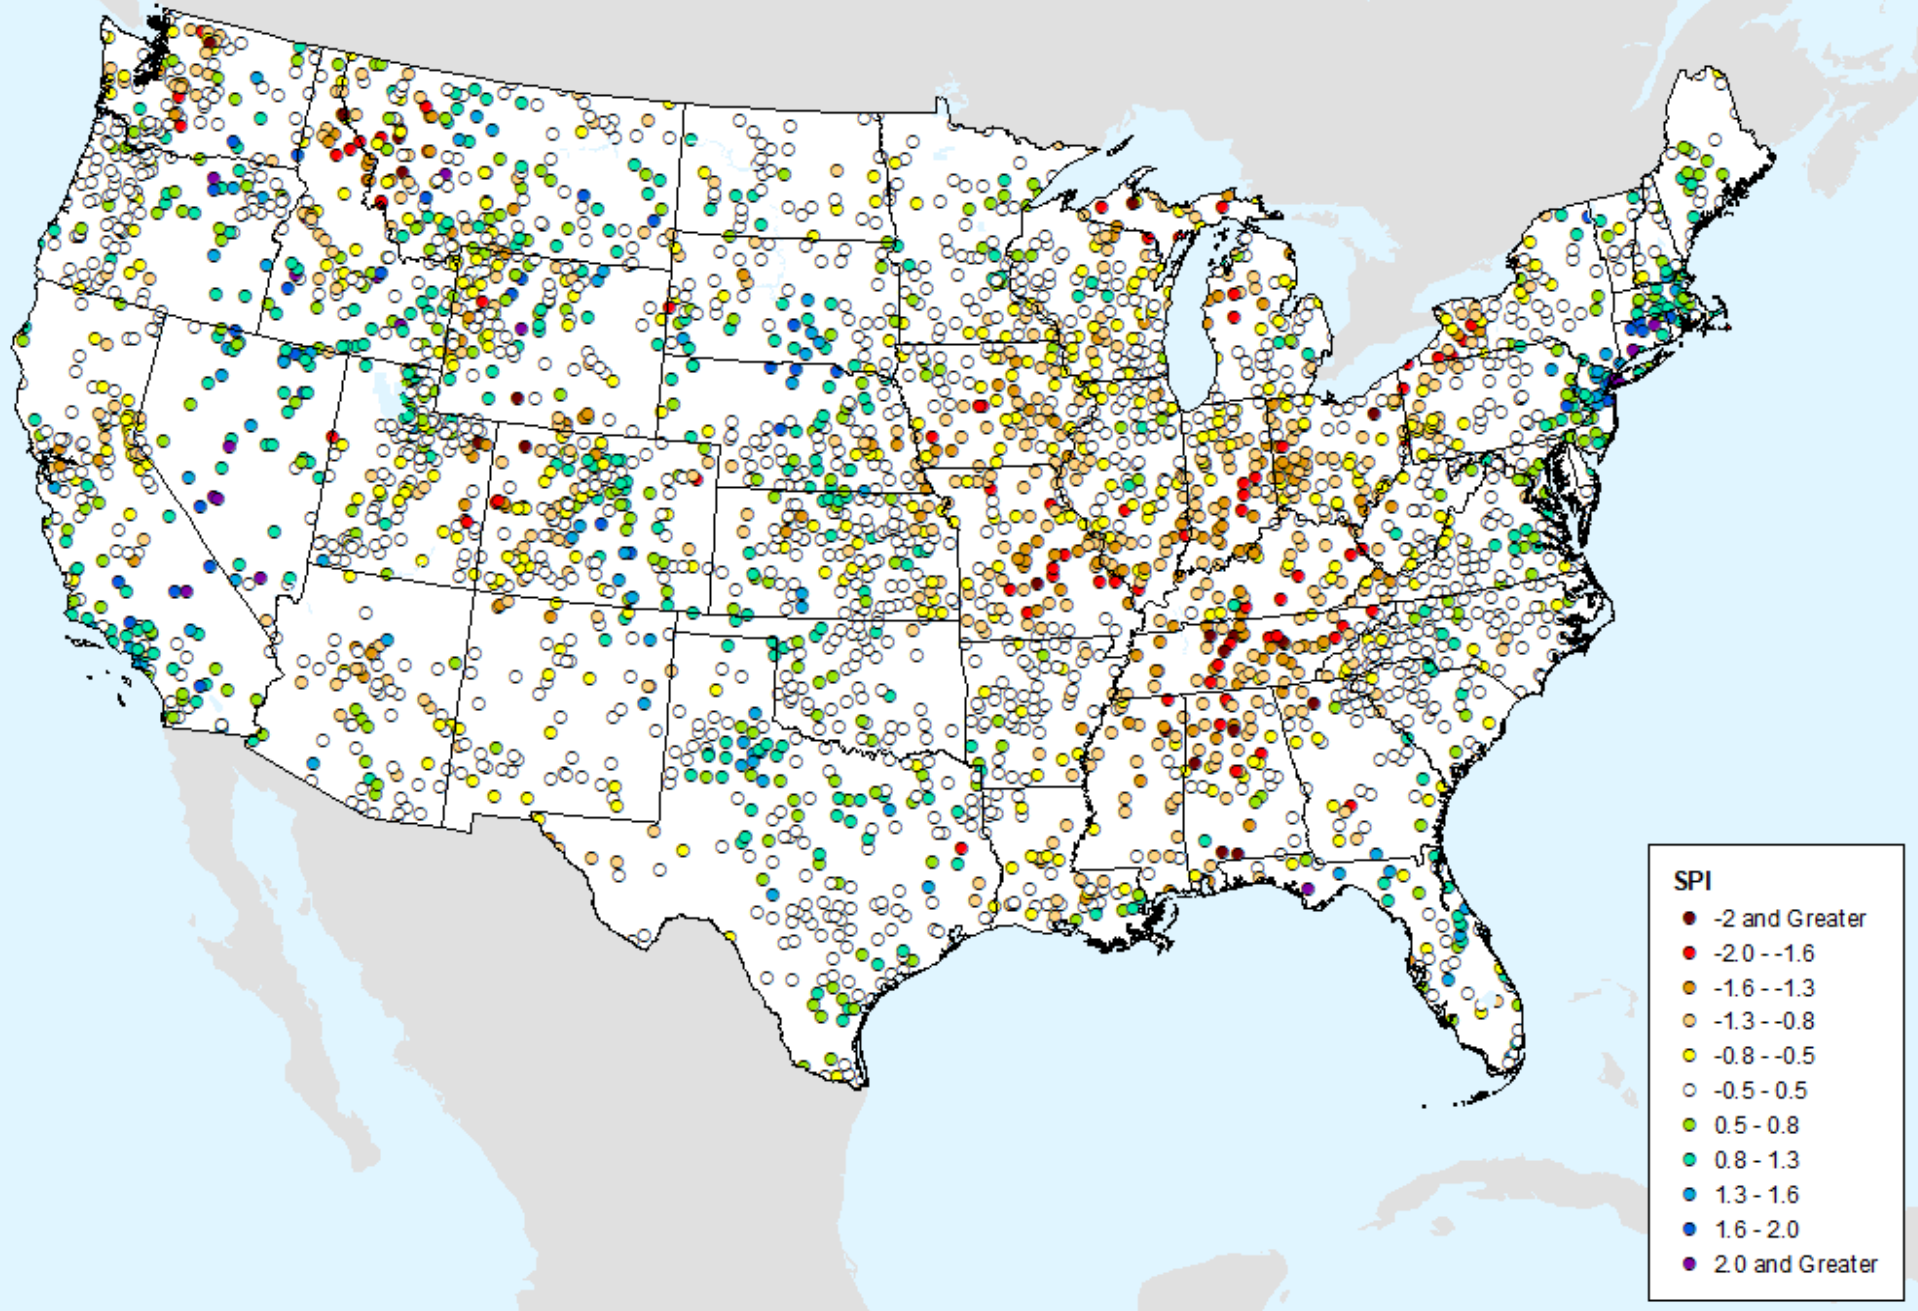 SPI
-2 and Greater
-2.0 - -1.6
-1.6 - -1.3
-1.3 - -0.8
-0.8 - -0.5
-0.5 - 0.5
0.5 - 0.8
0.8 - 1.3
1.3 - 1.6
1.6 - 2.0
2.0 and Greater